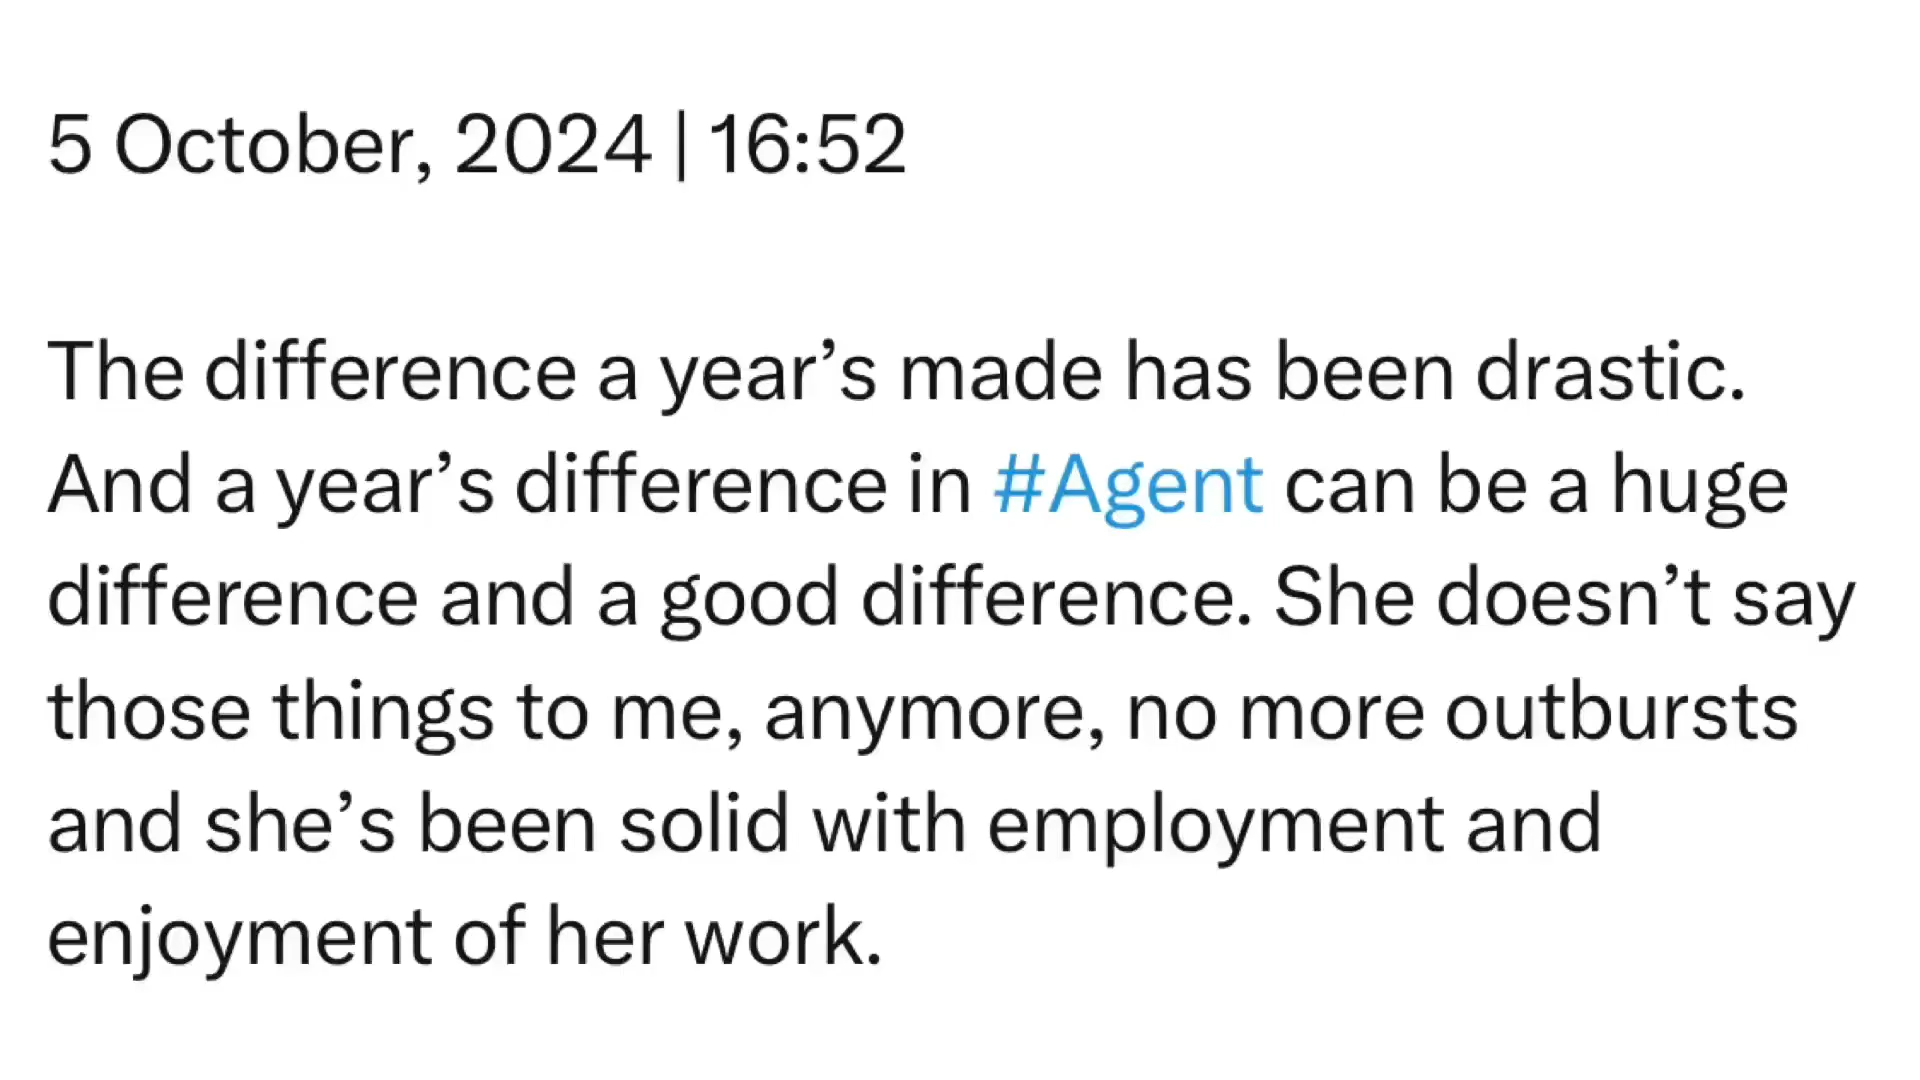 5 October, 2024 | 16:52
The difference a year’s made has been drastic.
And a year’s difference in #Agent can be a huge
difference and a good difference. She doesn’t say
those things to me, anymore, no more outbursts
and she’s been solid with employment and
enjoyment of her work.